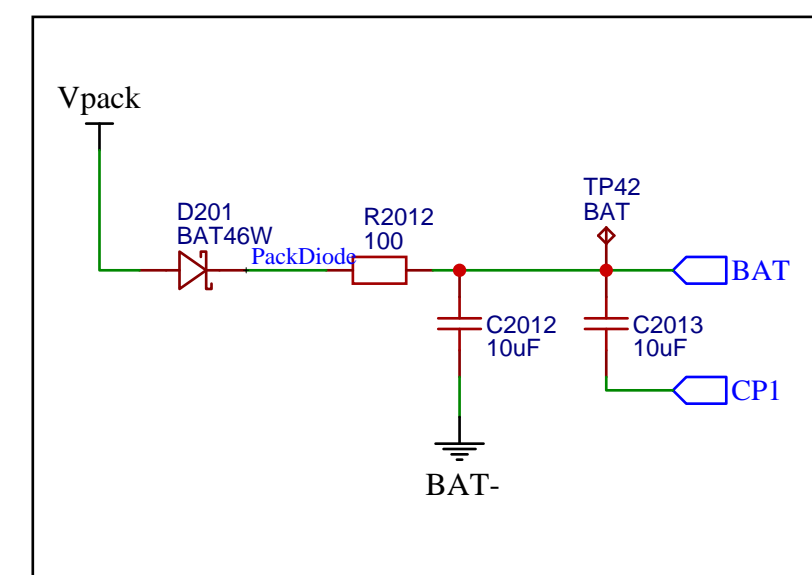 Vpack
D201
BAT46W
PackDiode
R2012
100
TP42
BAT
BAT
C2012
10uF
C2013
10uF
CP1
BAT-